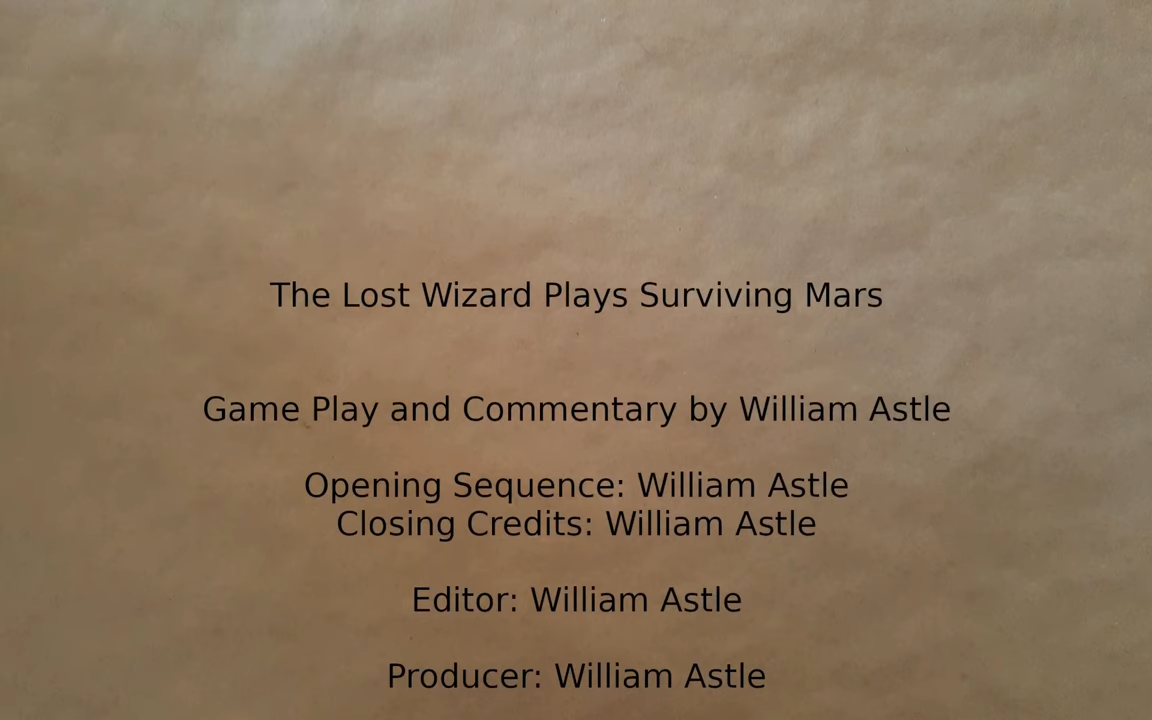 The Lost Wizard Plays Surviving Mars
Game Play and Commentary by William Astle
Opening Sequence: William Astle
Closing Credits: William Astle
Editor: William Astle
Producer: William Astle